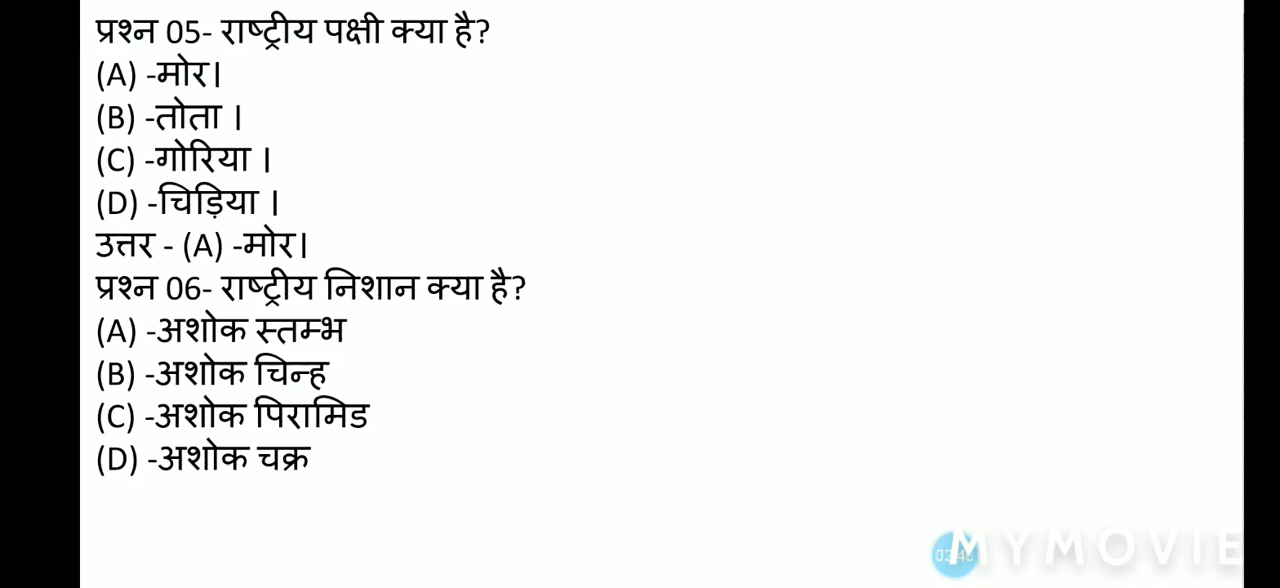 प्रश्न 05- राष्ट्रीय पक्षी क्या है?
(A) -मोर।
(B) -तोता ।
(C) -गोरिया ।
(D) -चिड़िया ।
उत्तर - (A) -मोर।
प्रश्न 06- राष्ट्रीय निशान क्या है?
(A) -अशोक स्तम्भ
(B) -अशोक चिन्ह
(C) -अशोक पिरामिड
(D) -अशोक चक्र
MYMOVIE